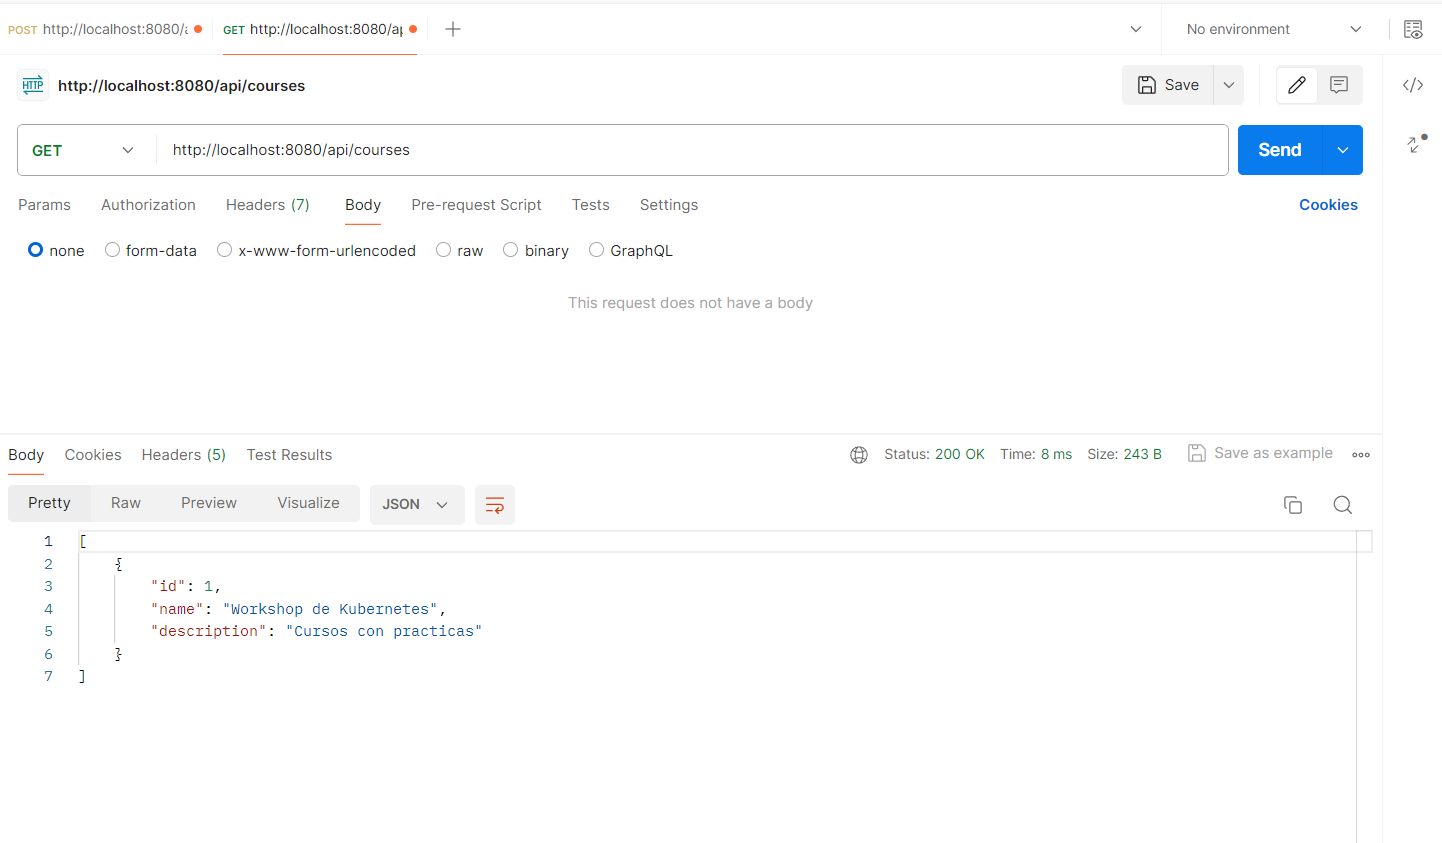 POST http://localhost:8080/a GET http://localhost:8080/ap No environment
HTTP http://localhost:8080/api/courses Save
GET http://localhost:8080/api/courses Send
Params Authorization Headers (7) Body Pre-request Script Tests Settings Cookies
none form-data x-www-form-urlencoded raw binary GraphQL
This request does not have a body
Body Cookies Headers (5) Test Results Status: 200 OK Time: 8 ms Size: 243 B Save as example
Pretty Raw Preview Visualize JSON
1 [
2 {
3 "id": 1,
4 "name": "Workshop de Kubernetes",
5 "description": "Cursos con practicas"
6 }
7 ]